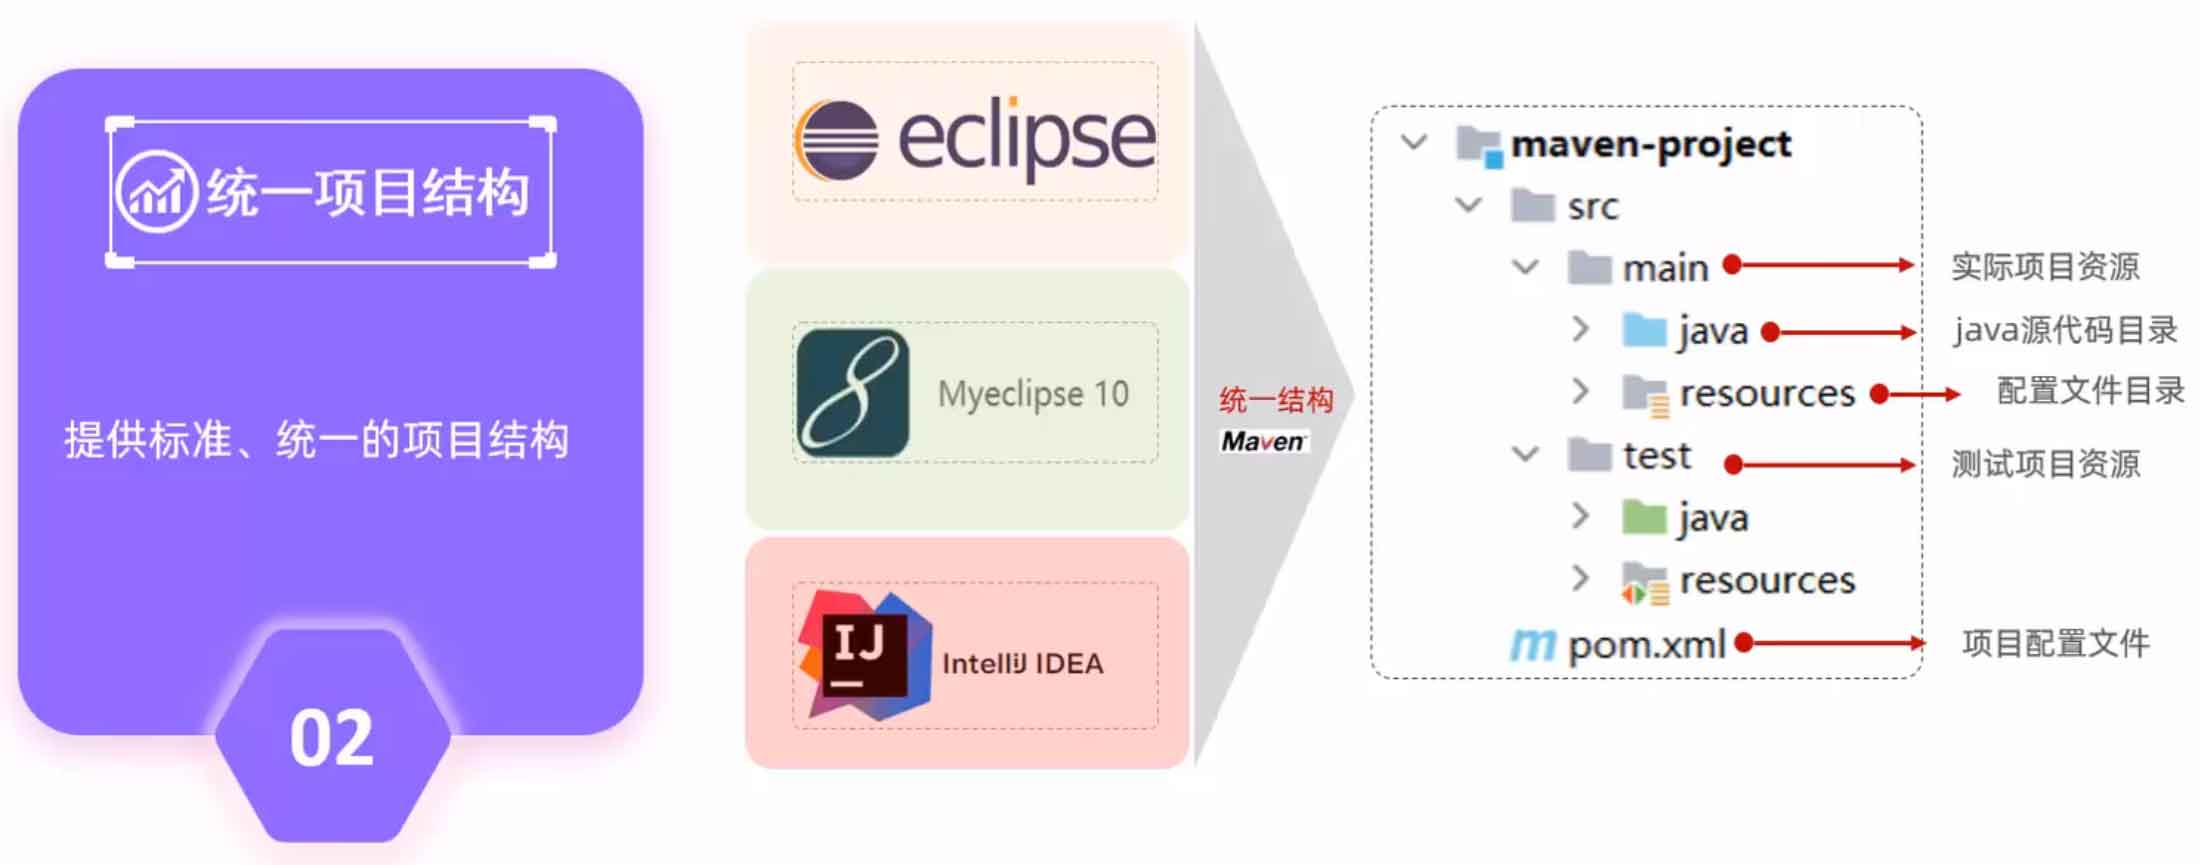 统一项目结构
提供标准、统一的项目结构
02
eclipse
Myeclipse 10
IJ
IntelliJ IDEA
统一结构
Maven
maven-project
src
main
实际项目资源
java
java源代码目录
resources
配置文件目录
test
测试项目资源
java
resources
pom.xml
项目配置文件